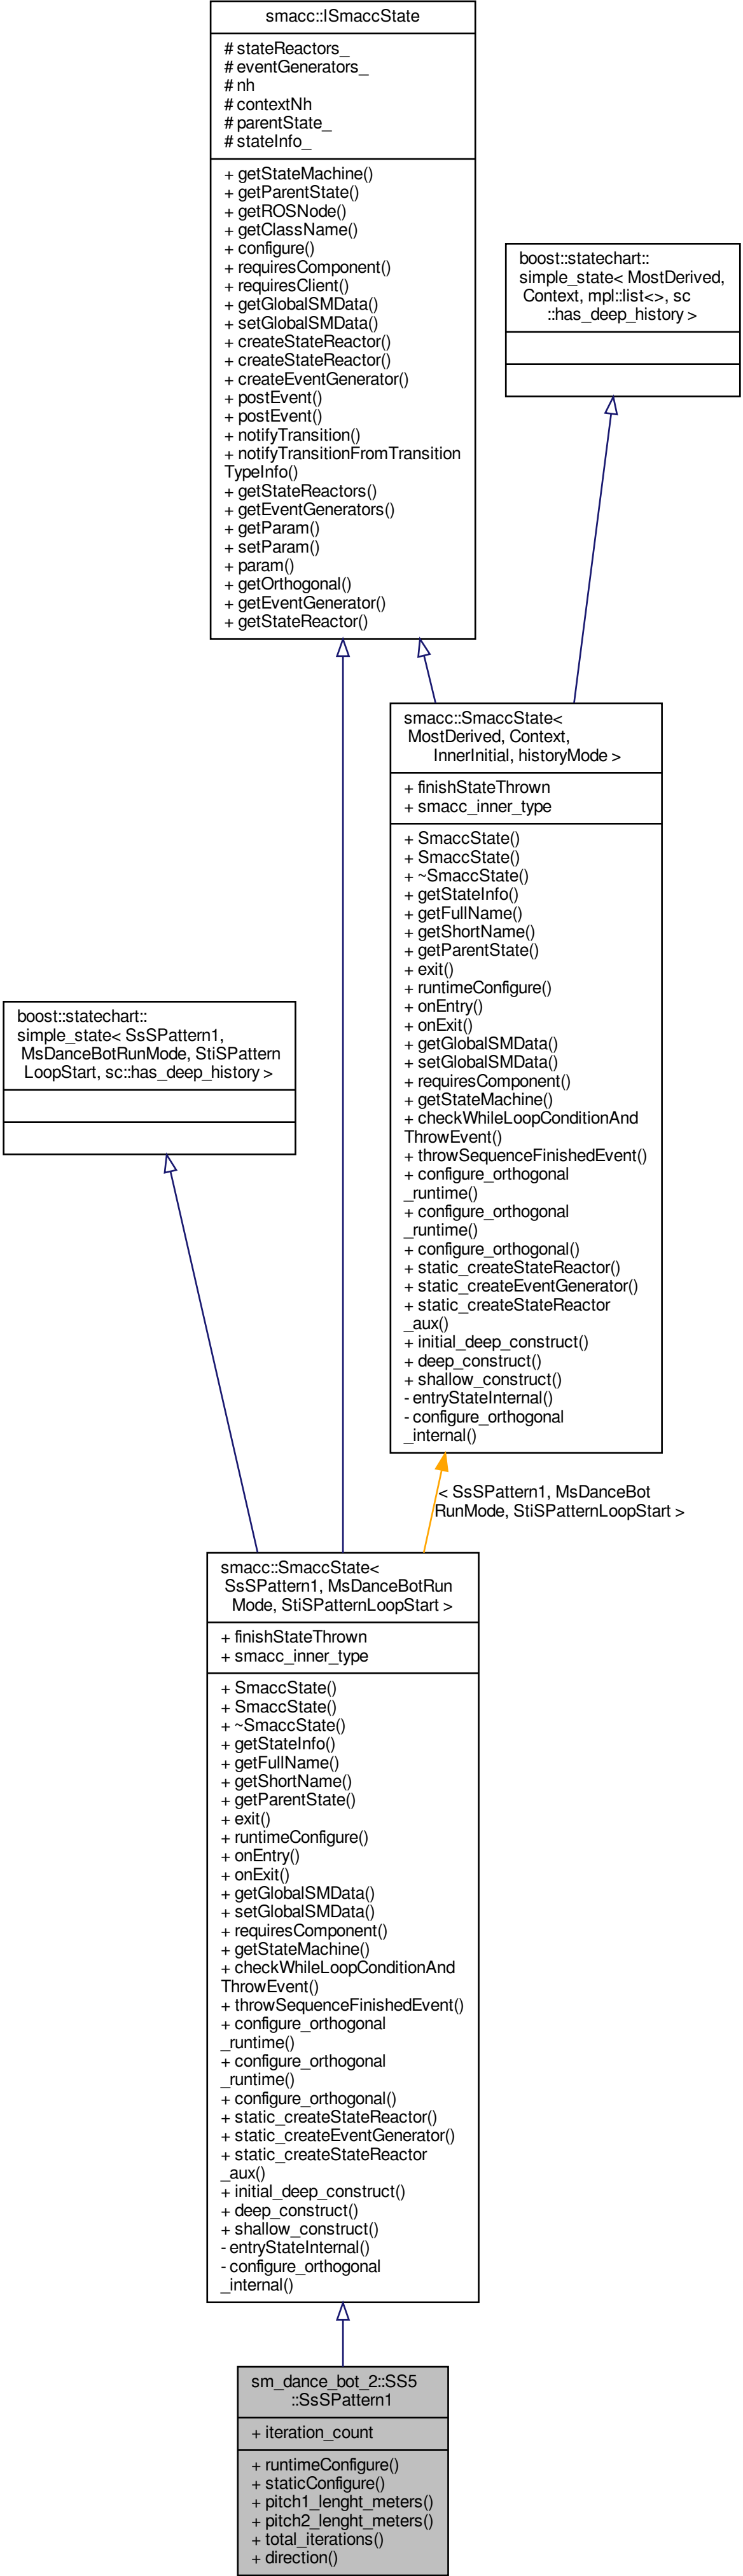 smacc::ISmaccState
# stateReactors_
# eventGenerators_
# nh
# contextNh
# parentState_
# stateInfo_
+ getStateMachine()
+ getParentState()
+ getROSNode()
+ getClassName()
+ configure()
+ requiresComponent()
+ requiresClient()
+ getGlobalSMData()
+ setGlobalSMData()
+ createStateReactor()
+ createStateReactor()
+ createEventGenerator()
+ postEvent()
+ postEvent()
+ notifyTransition()
+ notifyTransitionFromTransition
TypeInfo()
+ getStateReactors()
+ getEventGenerators()
+ getParam()
+ setParam()
+ param()
+ getOrthogonal()
+ getEventGenerator()
+ getStateReactor()
boost::statechart::
simple_state< MostDerived,
Context, mpl::list<>, sc
::has_deep_history >
smacc::SmaccState<
MostDerived, Context,
InnerInitial, historyMode >
+ finishStateThrown
+ smacc_inner_type
+ SmaccState()
+ SmaccState()
+ ~SmaccState()
+ getStateInfo()
+ getFullName()
+ getShortName()
+ getParentState()
+ exit()
+ runtimeConfigure()
+ onEntry()
+ onExit()
+ getGlobalSMData()
+ setGlobalSMData()
+ requiresComponent()
+ getStateMachine()
+ checkWhileLoopConditionAnd
ThrowEvent()
+ throwSequenceFinishedEvent()
+ configure_orthogonal
_runtime()
+ configure_orthogonal
_runtime()
+ configure_orthogonal()
+ static_createStateReactor()
+ static_createEventGenerator()
+ static_createStateReactor
_aux()
+ initial_deep_construct()
+ deep_construct()
+ shallow_construct()
- entryStateInternal()
- configure_orthogonal
_internal()
boost::statechart::
simple_state< SsSPattern1,
MsDanceBotRunMode, StiSPattern
LoopStart, sc::has_deep_history >
< SsSPattern1, MsDanceBot
RunMode, StiSPatternLoopStart >
smacc::SmaccState<
SsSPattern1, MsDanceBotRun
Mode, StiSPatternLoopStart >
+ finishStateThrown
+ smacc_inner_type
+ SmaccState()
+ SmaccState()
+ ~SmaccState()
+ getStateInfo()
+ getFullName()
+ getShortName()
+ getParentState()
+ exit()
+ runtimeConfigure()
+ onEntry()
+ onExit()
+ getGlobalSMData()
+ setGlobalSMData()
+ requiresComponent()
+ getStateMachine()
+ checkWhileLoopConditionAnd
ThrowEvent()
+ throwSequenceFinishedEvent()
+ configure_orthogonal
_runtime()
+ configure_orthogonal
_runtime()
+ configure_orthogonal()
+ static_createStateReactor()
+ static_createEventGenerator()
+ static_createStateReactor
_aux()
+ initial_deep_construct()
+ deep_construct()
+ shallow_construct()
- entryStateInternal()
- configure_orthogonal
_internal()
sm_dance_bot_2::SS5
::SsSPattern1
+ iteration_count
+ runtimeConfigure()
+ staticConfigure()
+ pitch1_lenght_meters()
+ pitch2_lenght_meters()
+ total_iterations()
+ direction()